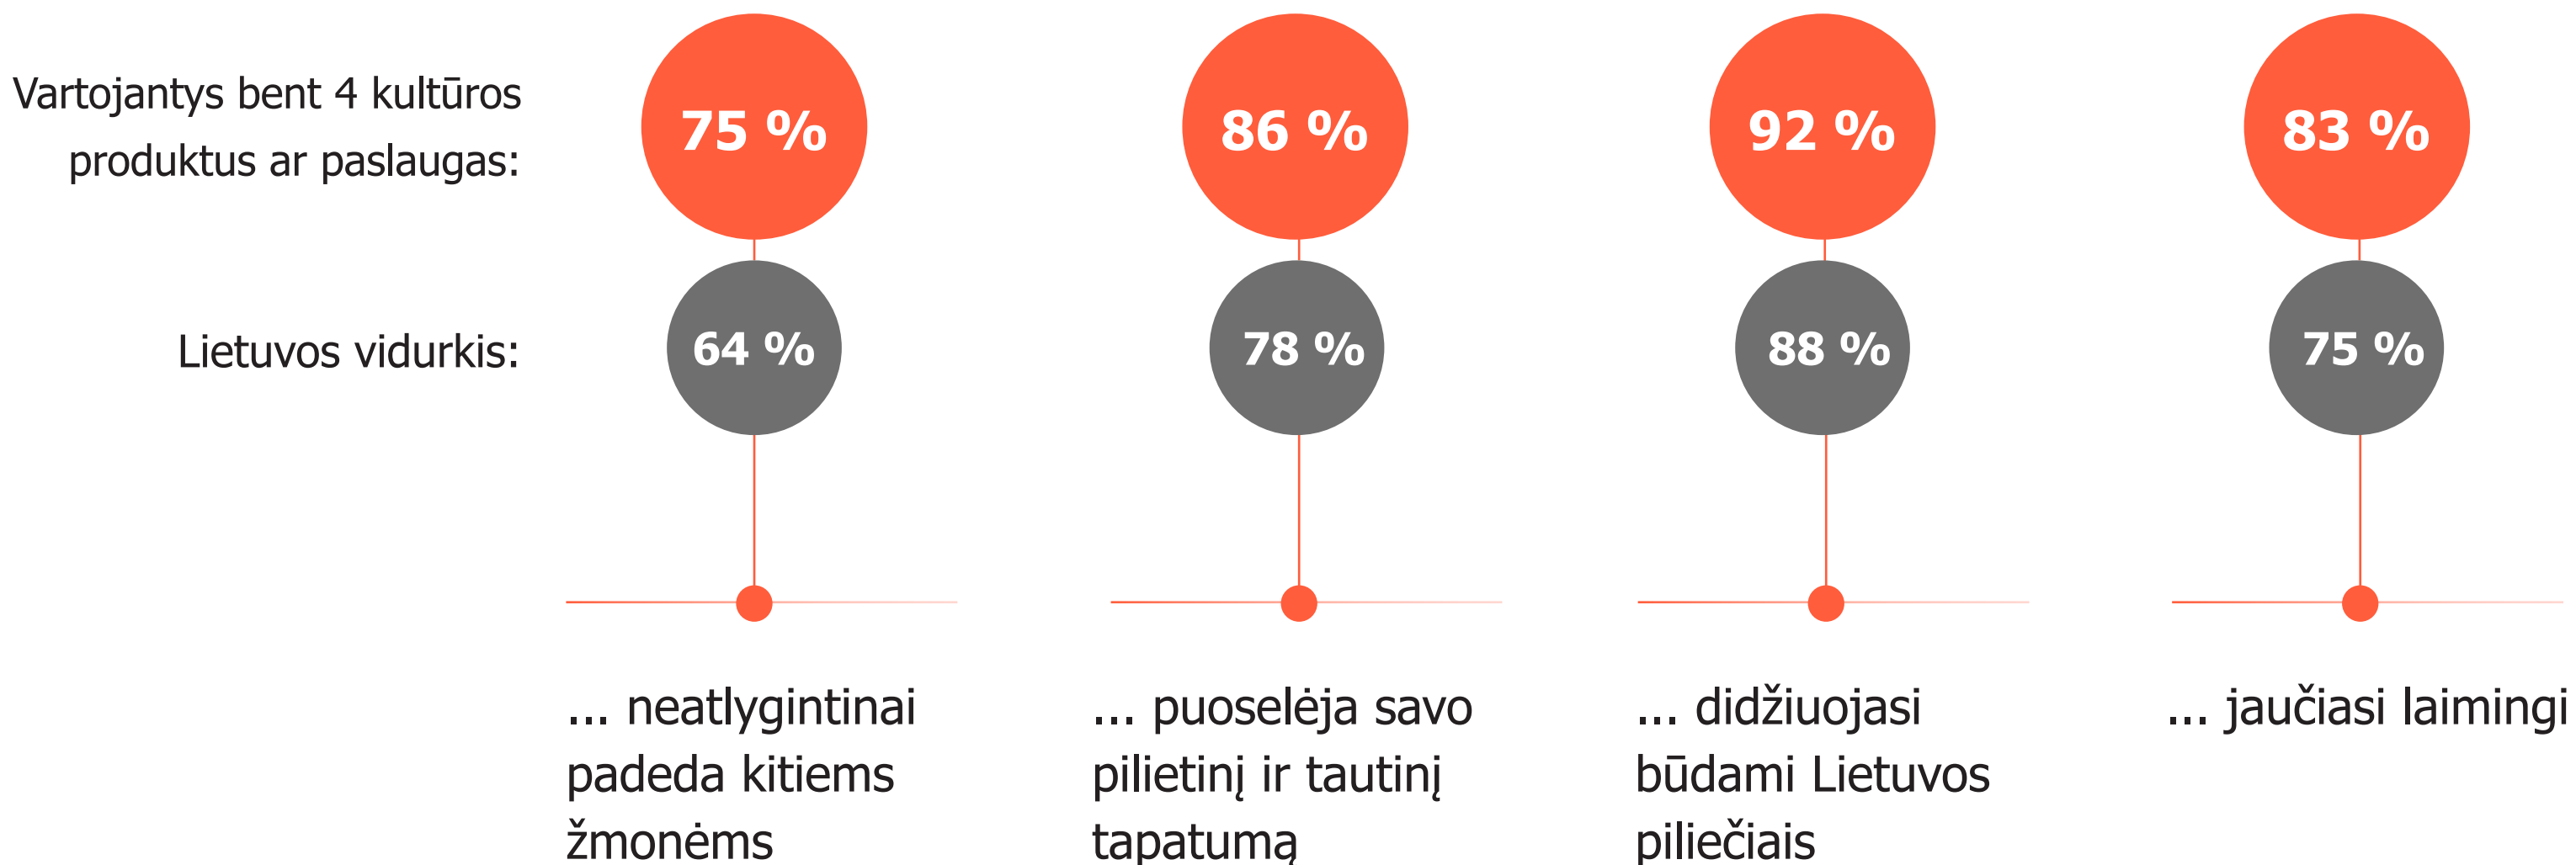 Vartojantys bent 4 kultūros
produktus ar paslaugas:
75 %
86 %
92 %
83 %
Lietuvos vidurkis:
64 %
78 %
88 %
75 %
... neatlygintinai
padeda kitiems
žmonėms
... puoselėja savo
pilietinį ir tautinį
tapatumą
... didžiuojasi
būdami Lietuvos
piliečiais
... jaučiasi laimingi